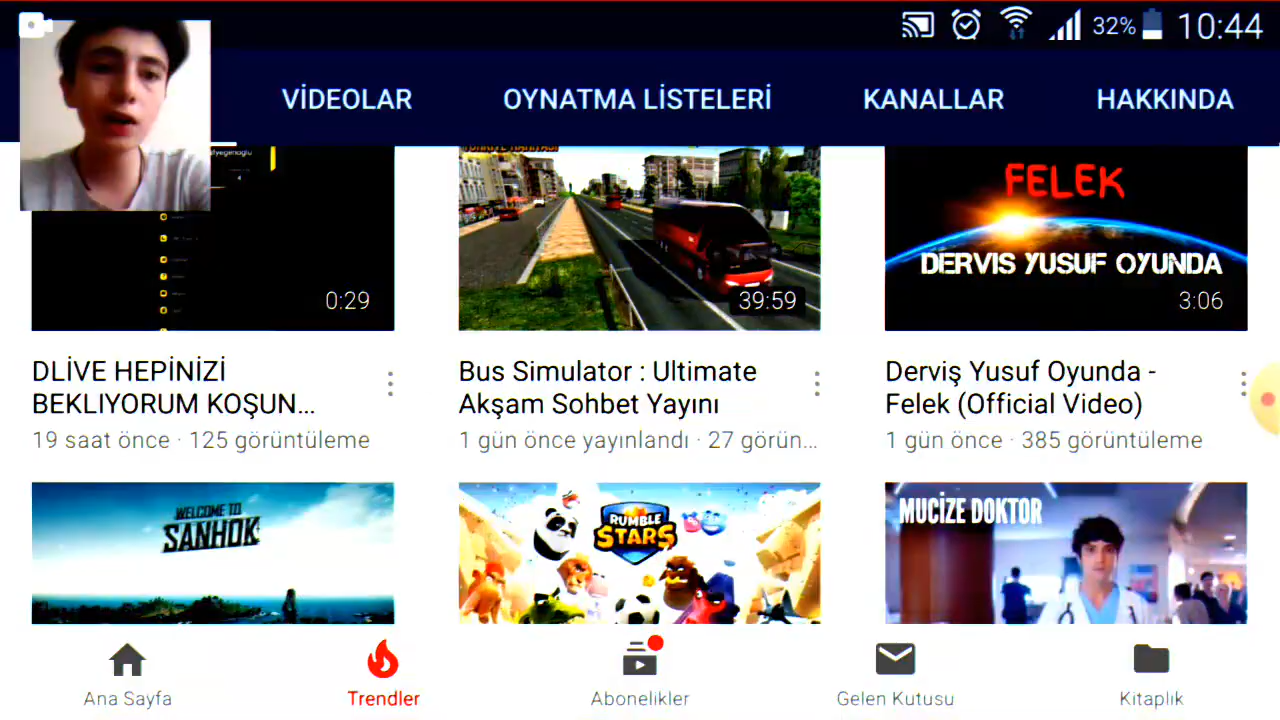 32% 10:44
VİDEOLAR OYNATMA LİSTELERİ KANALLAR HAKKINDA
FELEK
DERVIS YUSUF OYUNDA
0:29
39:59
3:06
DLİVE HEPİNİZİ
BEKLIYORUM KOŞUN...
19 saat önce · 125 görüntüleme
Bus Simulator : Ultimate
Akşam Sohbet Yayını
1 gün önce yayınlandı · 27 görün...
Derviş Yusuf Oyunda -
Felek (Official Video)
1 gün önce · 385 görüntüleme
WELCOME TO
SANHOK
RUMBLE
STARS
MUCİZE DOKTOR
Ana Sayfa Trendler Abonelikler Gelen Kutusu Kitaplık